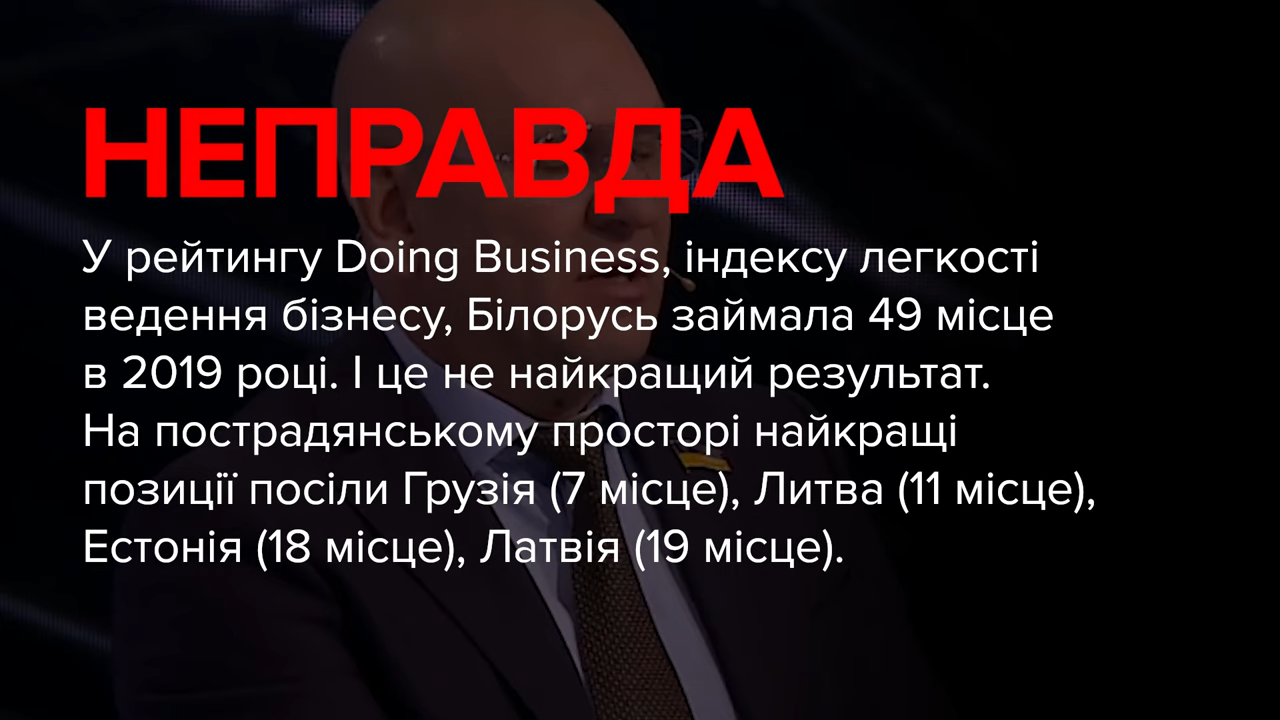 НЕПРАВДА
У рейтингу Doing Business, індексу легкості
ведення бізнесу, Білорусь займала 49 місце
в 2019 році. І це не найкращий результат.
На пострадянському просторі найкращі
позиції посіли Грузія (7 місце), Литва (11 місце),
Естонія (18 місце), Латвія (19 місце).